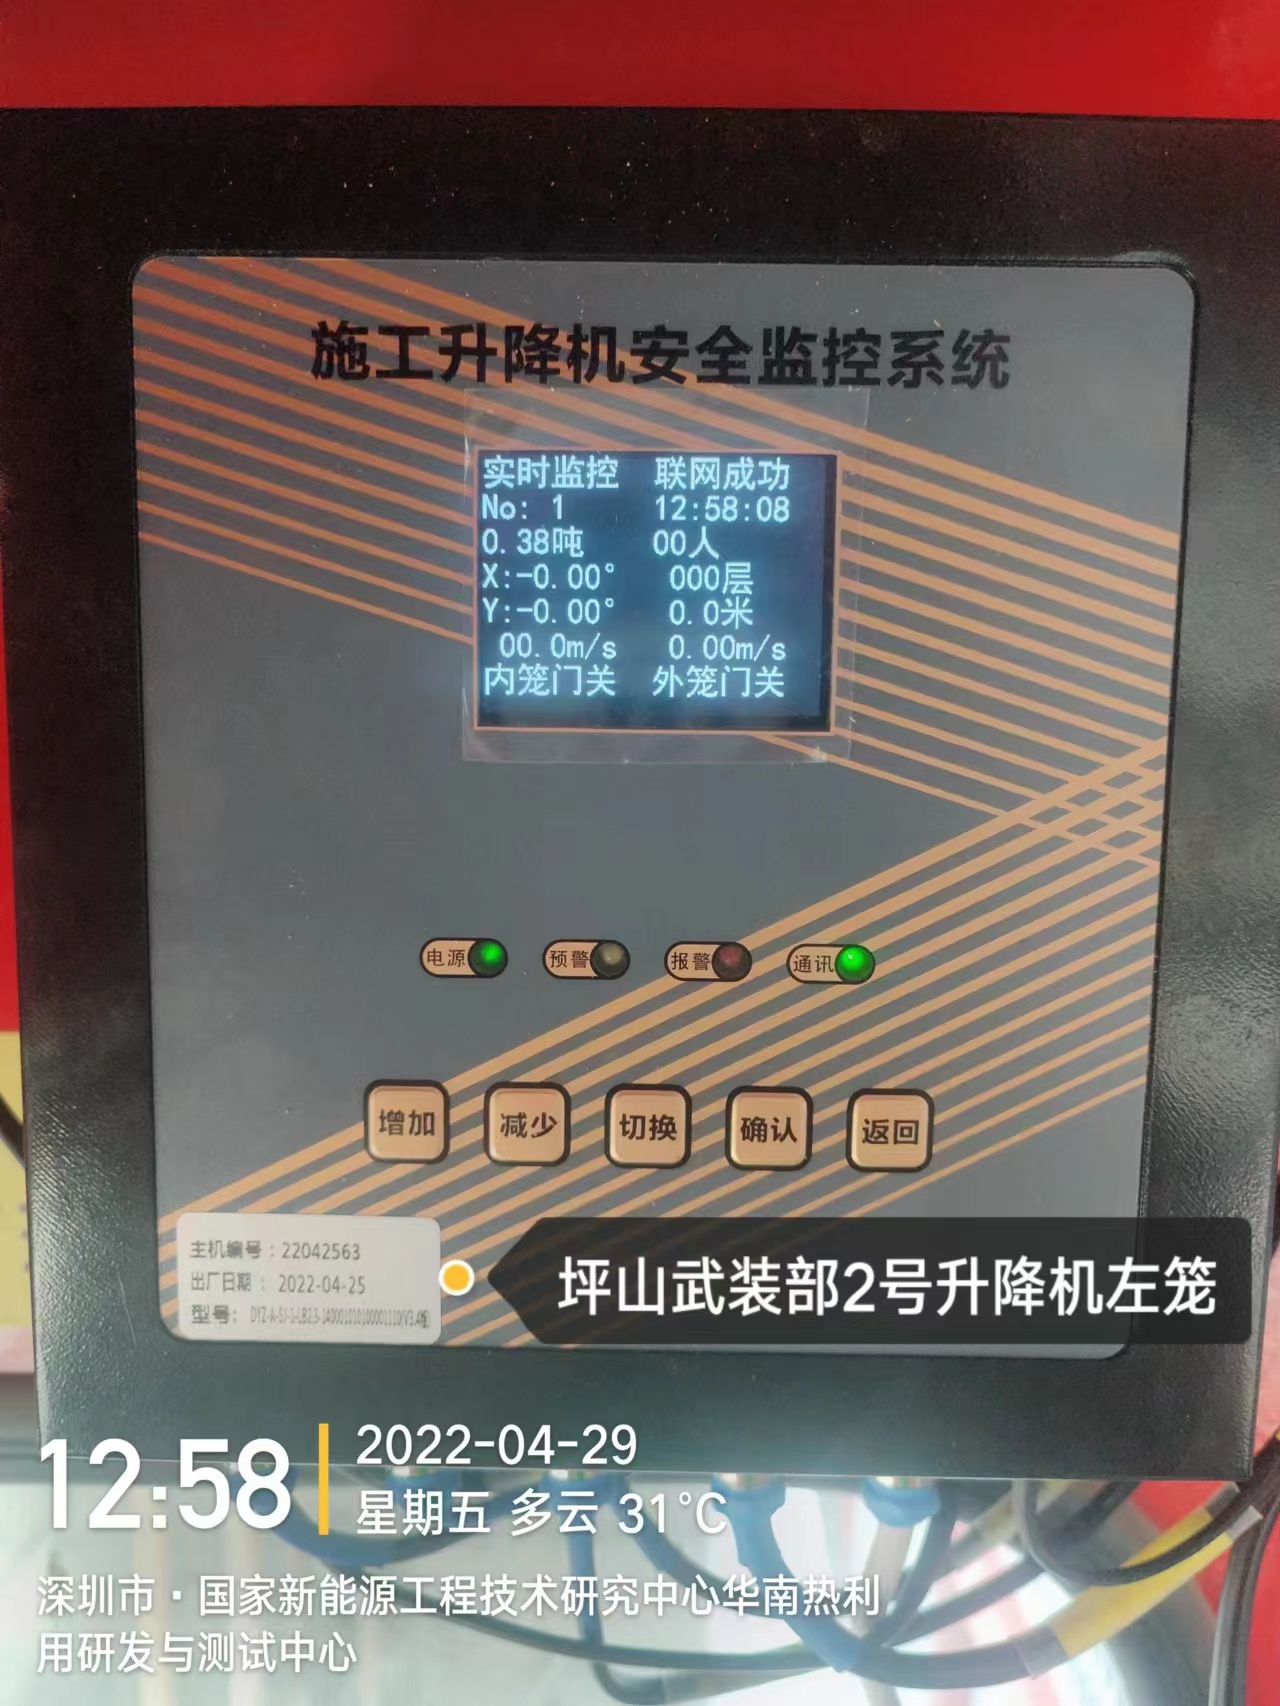 施工升降机安全监控系统
实时监控 联网成功
No: 1 12:58:08
0.38吨 00人
X:-0.00° 000层
Y:-0.00° 0.0米
00.0m/s 0.00m/s
内笼门关 外笼门关
电源 预警 报警 通讯
增加 减少 切换 确认 返回
主机编号：22042563
出厂日期： 2022-04-25
型号：
坪山武装部2号升降机左笼
12:58
2022-04-29
星期五 多云 31°C
深圳市·国家新能源工程技术研究中心华南热利
用研发与测试中心